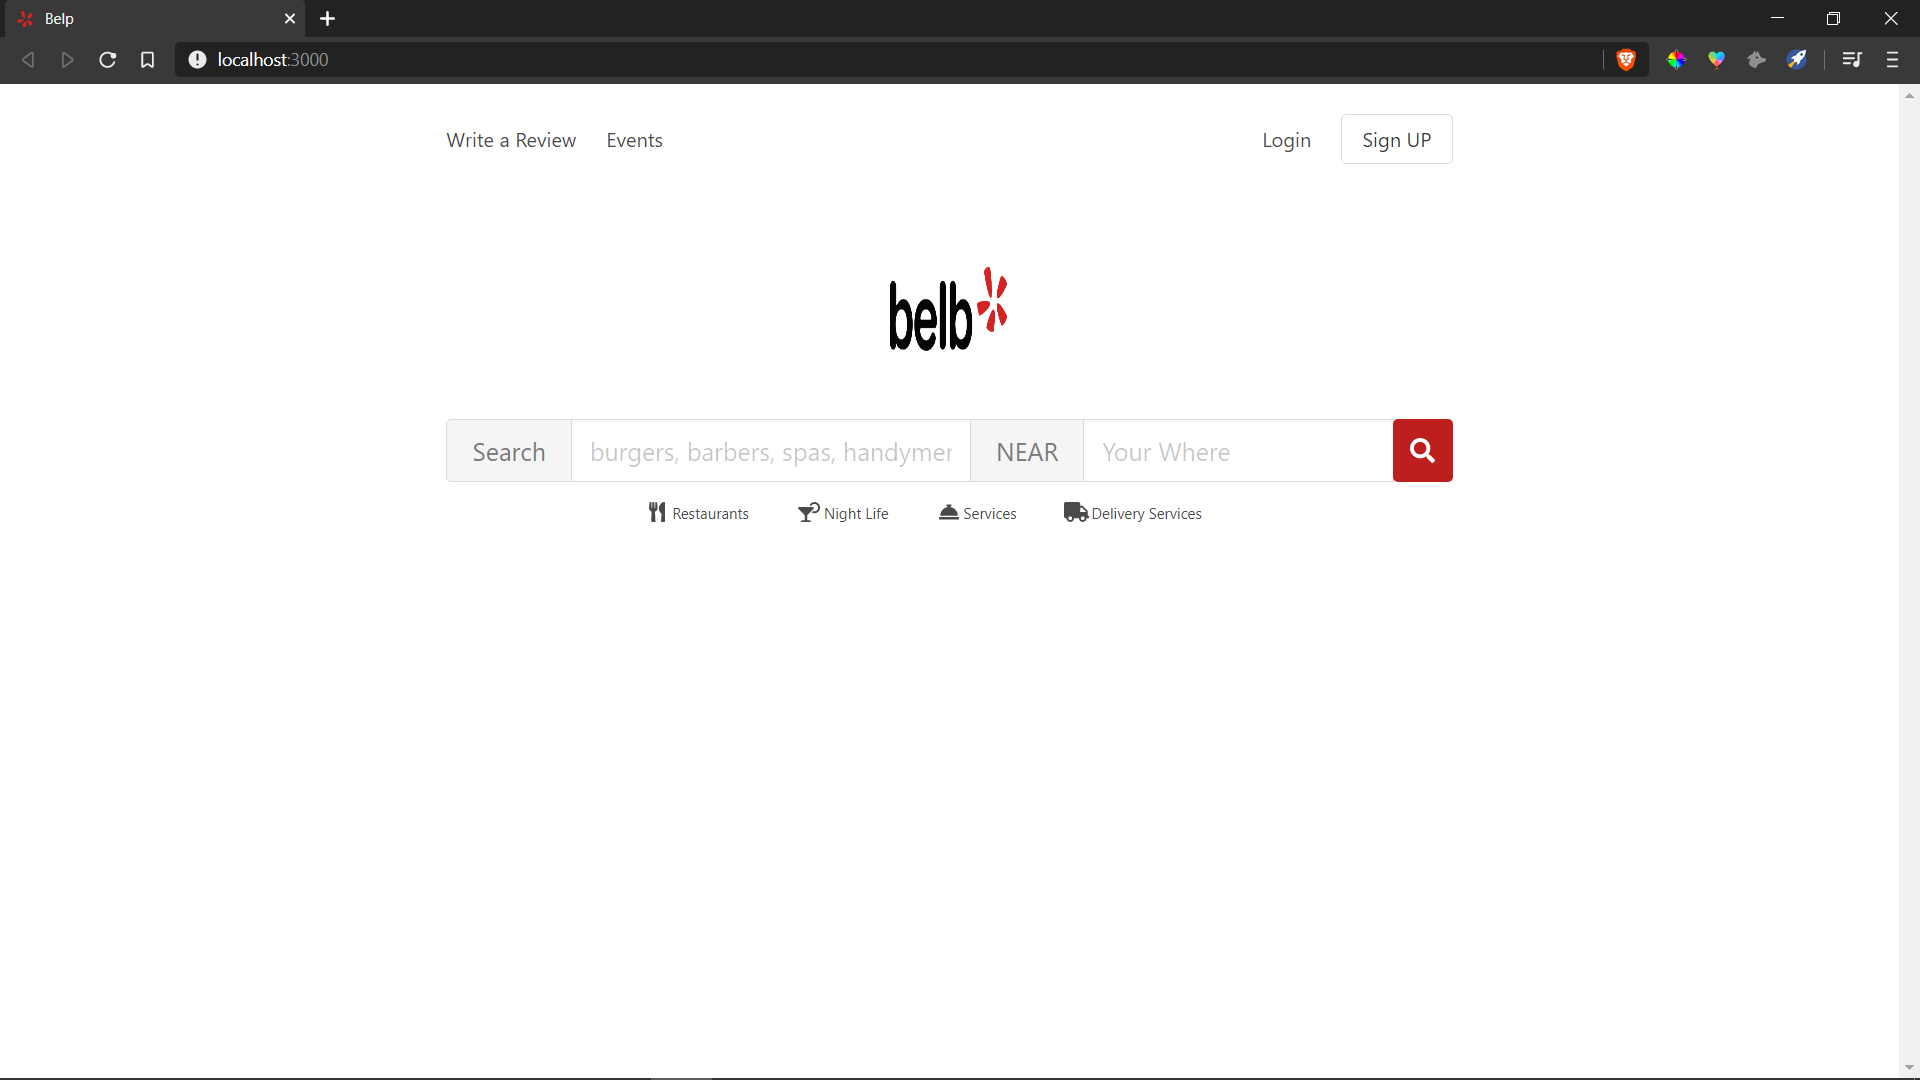 Belp
localhost:3000
Write a Review Events Login Sign UP
belb
Search burgers, barbers, spas, handymen NEAR Your Where
Restaurants Night Life Services Delivery Services